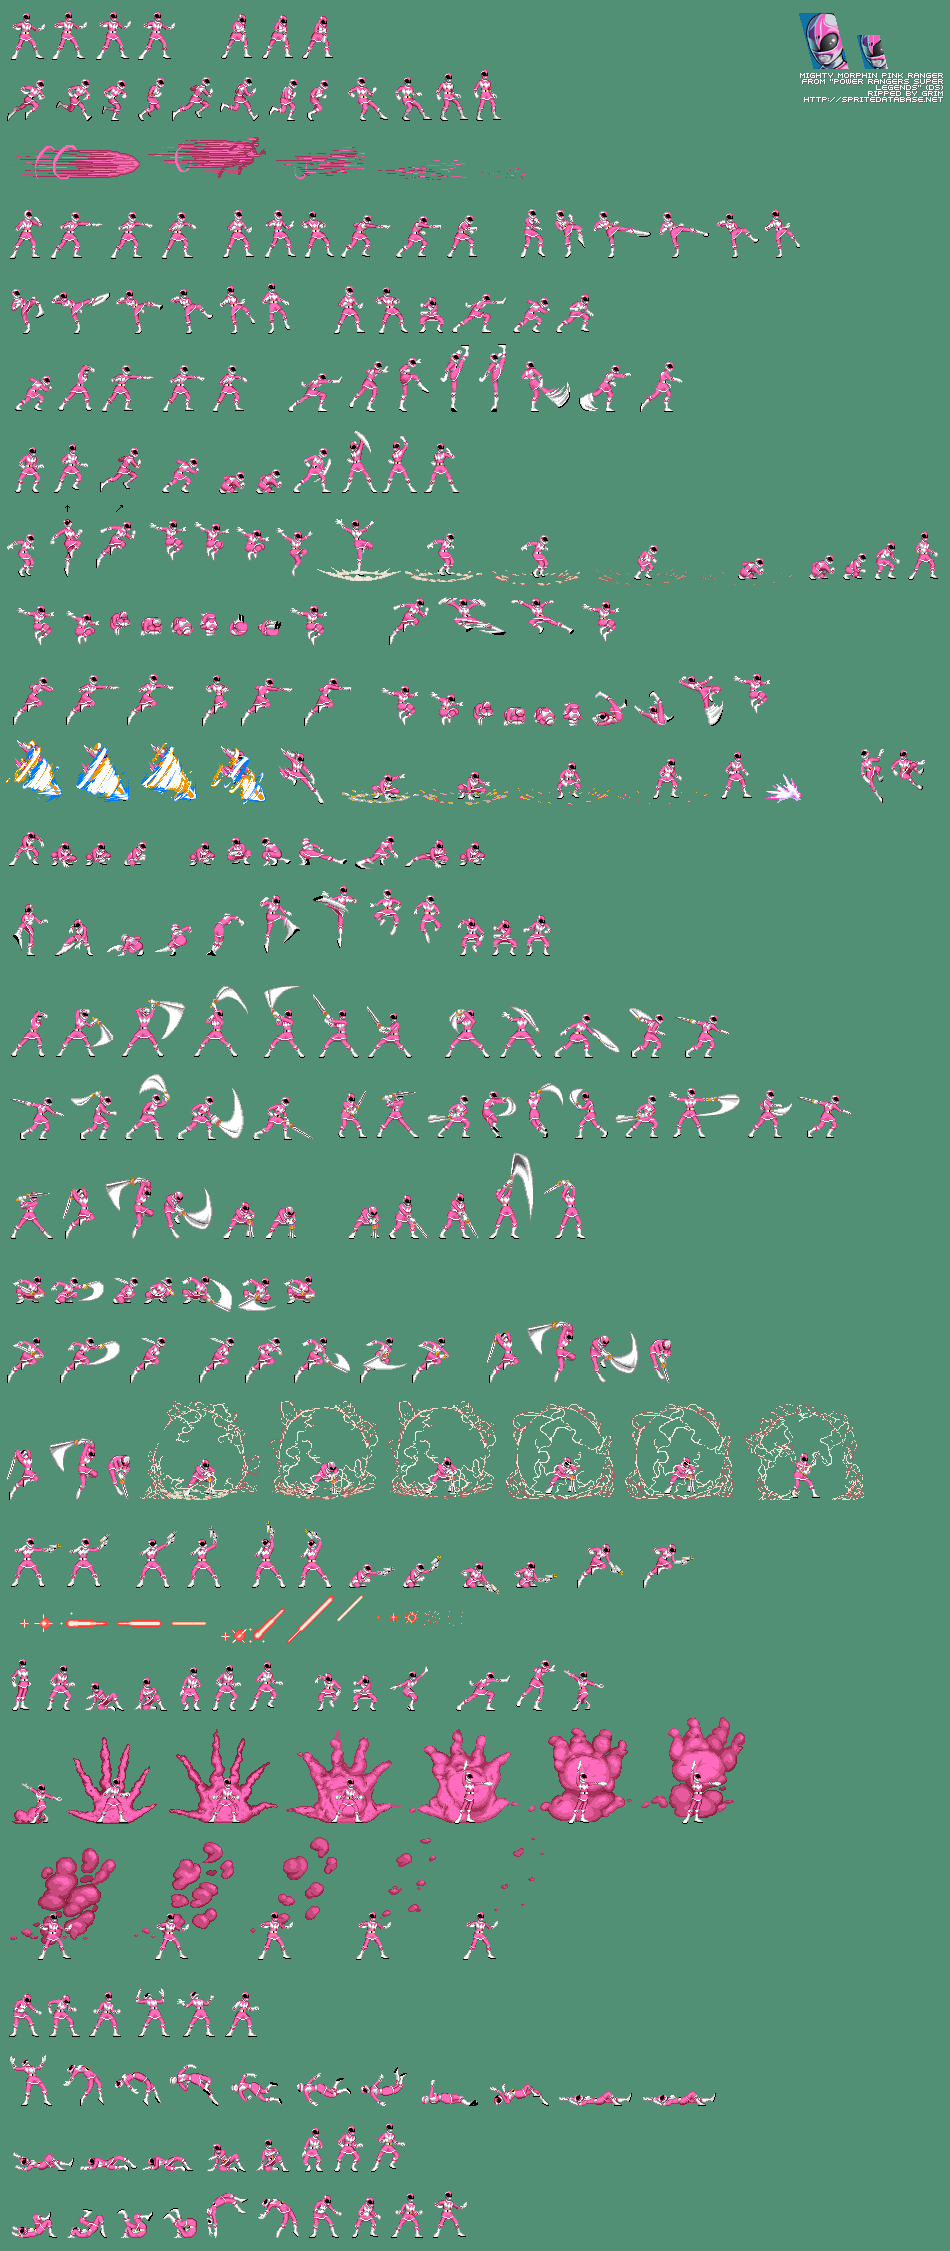 MIGHTY MORPHIN PINK RANGER
FROM "POWER RANGERS SUPER
LEGENDS" (DS)
RIPPED BY GRIM
HTTP://SPRITEDATABASE.NET